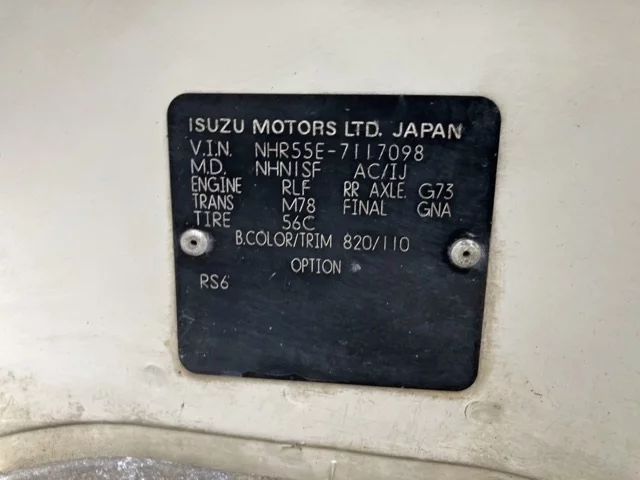 ISUZU MOTORS LTD. JAPAN
V.I.N. NHR55E-7117098
M.D. NHN1SF AC/IJ
ENGINE RLF RR AXLE. G73
TRANS M78 FINAL GNA
TIRE 56C
B.COLOR/TRIM 820/110
OPTION
RS6